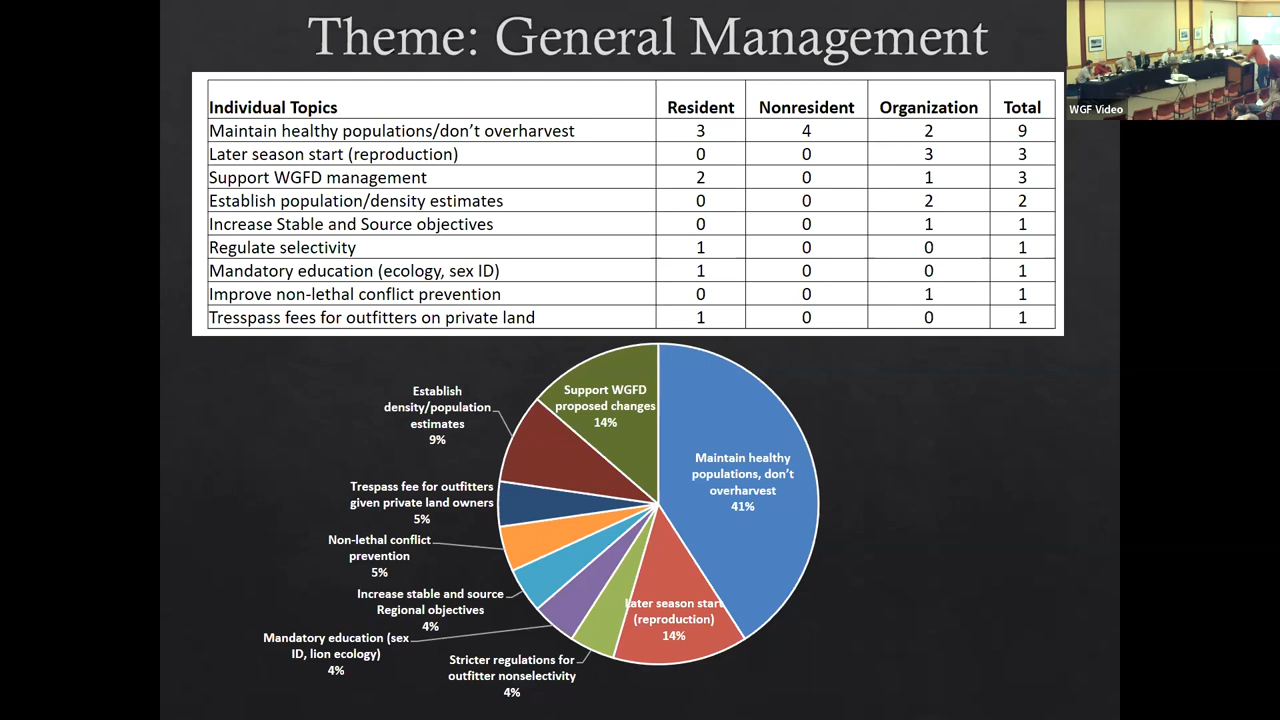 Theme: General Management
Individual Topics Resident Nonresident Organization Total
Maintain healthy populations/don't overharvest 3 4 2 9
Later season start (reproduction) 0 0 3 3
Support WGFD management 2 0 1 3
Establish population/density estimates 0 0 2 2
Increase Stable and Source objectives 0 0 1 1
Regulate selectivity 1 0 0 1
Mandatory education (ecology, sex ID) 1 0 0 1
Improve non-lethal conflict prevention 0 0 1 1
Tresspass fees for outfitters on private land 1 0 0 1
WGF Video
Support WGFD
proposed changes
14%
Establish
density/population
estimates
9%
Maintain healthy
populations, don't
overharvest
41%
Trespass fee for outfitters
given private land owners
5%
Non-lethal conflict
prevention
5%
Increase stable and source
Regional objectives
4%
Later season start
(reproduction)
14%
Mandatory education (sex
ID, lion ecology)
4%
Stricter regulations for
outfitter nonselectivity
4%